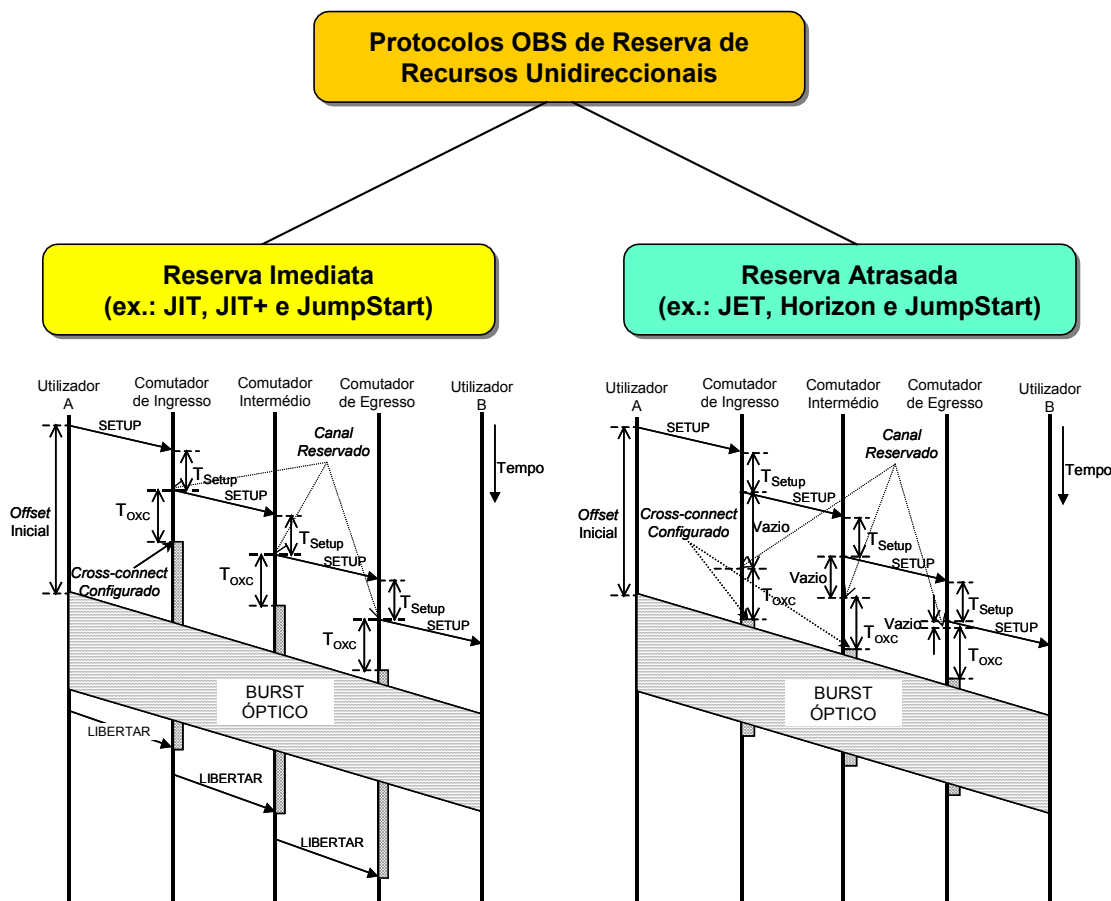 Protocolos OBS de Reserva de
Recursos Unidireccionais
Reserva Imediata
(ex.: JIT, JIT+ e JumpStart)
Reserva Atrasada
(ex.: JET, Horizon e JumpStart)
Utilizador
A
Comutador
de Ingresso
Comutador
Intermédio
Comutador
de Egresso
Utilizador
B
SETUP
Canal
Reservado
Tempo
TSetup
SETUP
Offset
Inicial
TOXC
TSetup
SETUP
Cross-connect
Configurado
TOXC
TSetup
SETUP
TOXC
BURST
ÓPTICO
LIBERTAR
LIBERTAR
LIBERTAR
Utilizador
A
Comutador
de Ingresso
Comutador
Intermédio
Comutador
de Egresso
Utilizador
B
SETUP
Canal
Reservado
Tempo
TSetup
SETUP
Offset
Inicial
Cross-connect
Configurado
Vazio
TSetup
SETUP
Vazio
TOXC
TSetup
SETUP
Vazio
TOXC
TOXC
BURST
ÓPTICO